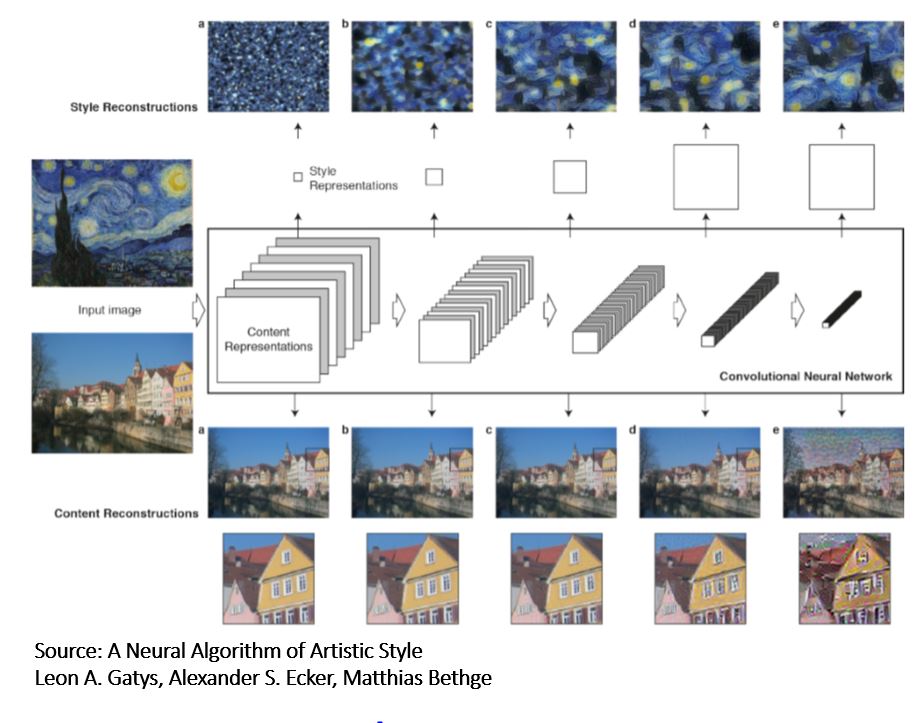 a b c d e
Style Reconstructions
Style
Representations
Input image
Content
Representations
Convolutional Neural Network
a b c d e
Content Reconstructions
Source: A Neural Algorithm of Artistic Style
Leon A. Gatys, Alexander S. Ecker, Matthias Bethge